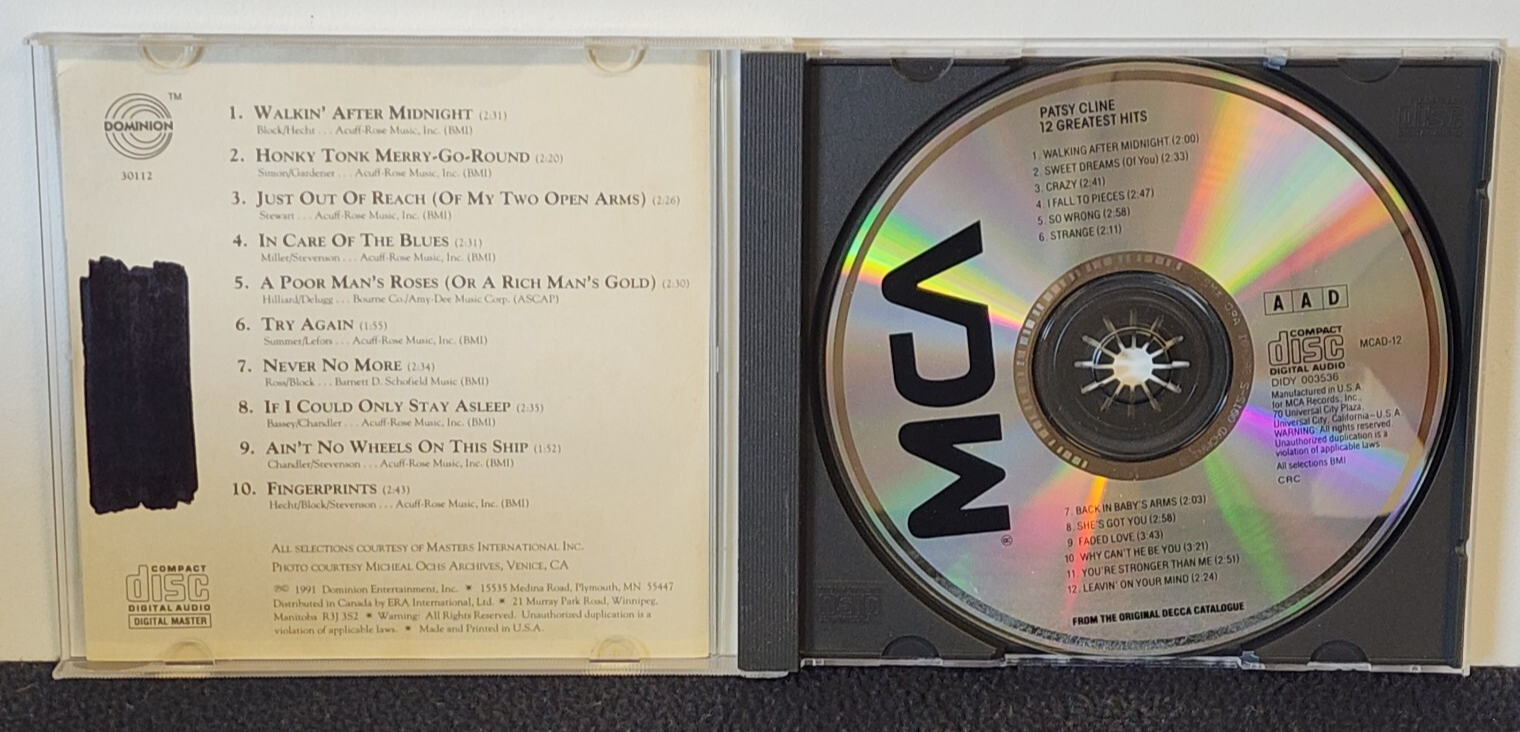 DOMINION
TM
30112
1. WALKIN' AFTER MIDNIGHT (2:31)
Block/Hecht . . . Acuff-Rose Music, Inc. (BMI)
2. HONKY TONK MERRY-GO-ROUND (2:20)
Simon/Gardener . . . Acuff-Rose Music, Inc. (BMI)
3. JUST OUT OF REACH (OF MY TWO OPEN ARMS) (2:26)
Stewart . . . Acuff-Rose Music, Inc. (BMI)
4. IN CARE OF THE BLUES (2:31)
Miller/Stevenson . . . Acuff-Rose Music, Inc. (BMI)
5. A POOR MAN'S ROSES (OR A RICH MAN'S GOLD) (2:30)
Hilliard/Delugg . . . Bourne Co./Amy-Dee Music Corp. (ASCAP)
6. TRY AGAIN (1:55)
Summer/Lefors . . . Acuff-Rose Music, Inc. (BMI)
7. NEVER NO MORE (2:34)
Ross/Block . . . Barnett D. Schofield Music (BMI)
8. IF I COULD ONLY STAY ASLEEP (2:35)
Bassey/Chandler . . . Acuff-Rose Music, Inc. (BMI)
9. AIN'T NO WHEELS ON THIS SHIP (1:52)
Chandler/Stevenson . . . Acuff-Rose Music, Inc. (BMI)
10. FINGERPRINTS (2:43)
Hecht/Block/Stevenson . . . Acuff-Rose Music, Inc. (BMI)
ALL SELECTIONS COURTESY OF MASTERS INTERNATIONAL INC.
PHOTO COURTESY MICHEAL OCHS ARCHIVES, VENICE, CA
℗© 1991 Dominion Entertainment, Inc. * 15535 Medina Road, Plymouth, MN 55447
Distributed in Canada by ERA International, Ltd. * 21 Murray Park Road, Winnipeg,
Manitoba R3J 3S2 * Warning: All Rights Reserved. Unauthorized duplication is a
violation of applicable laws. * Made and Printed in U.S.A.
COMPACT
disc
DIGITAL AUDIO
DIGITAL MASTER
PATSY CLINE
12 GREATEST HITS
1. WALKING AFTER MIDNIGHT (2:00)
2. SWEET DREAMS (Of You) (2:33)
3. CRAZY (2:41)
4. I FALL TO PIECES (2:47)
5. SO WRONG (2:58)
6. STRANGE (2:11)
MCA
®
A A D
COMPACT
disc
DIGITAL AUDIO
MCAD-12
DIDY 003536
Manufactured in U.S.A.
for MCA Records, Inc.,
70 Universal City Plaza,
Universal City, California-U.S.A.
WARNING: All rights reserved.
Unauthorized duplication is a
violation of applicable laws.
All selections BMI
CRC
7. BACK IN BABY'S ARMS (2:03)
8. SHE'S GOT YOU (2:58)
9 FADED LOVE (3:43)
10 WHY CAN'T HE BE YOU (3:21)
11. YOU'RE STRONGER THAN ME (2:51)
12. LEAVIN' ON YOUR MIND (2:24)
FROM THE ORIGINAL DECCA CATALOGUE